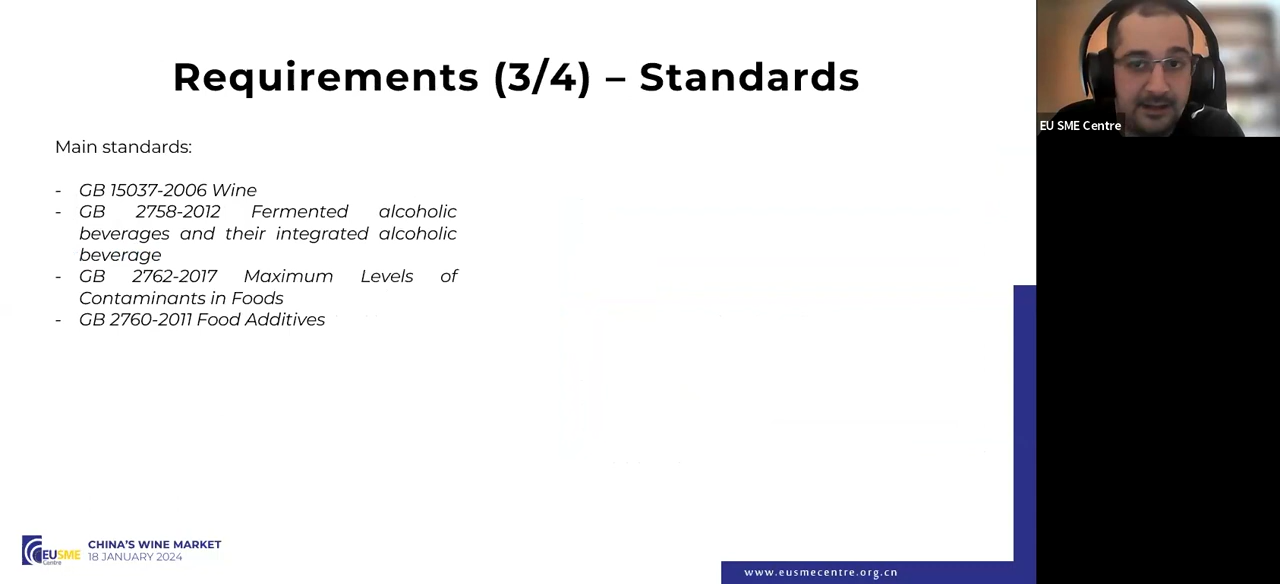 Requirements (3/4) – Standards
EU SME Centre
Main standards:
- GB 15037-2006 Wine
- GB 2758-2012 Fermented alcoholic
beverages and their integrated alcoholic
beverage
- GB 2762-2017 Maximum Levels of
Contaminants in Foods
- GB 2760-2011 Food Additives
EUSME
Centre
CHINA'S WINE MARKET
18 JANUARY 2024
www.eusmecentre.org.cn